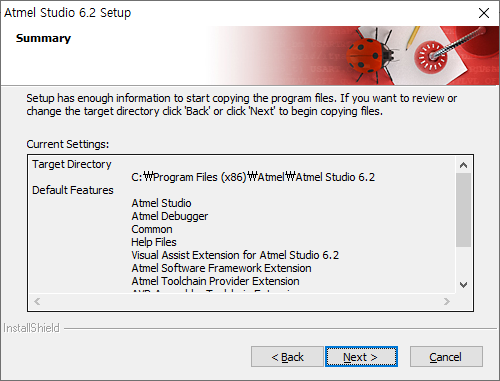 Atmel Studio 6.2 Setup
Summary
Setup has enough information to start copying the program files. If you want to review or
change the target directory click 'Back' or click 'Next' to begin copying files.
Current Settings:
Target Directory
C:₩Program Files (x86)₩Atmel₩Atmel Studio 6.2
Default Features
Atmel Studio
Atmel Debugger
Common
Help Files
Visual Assist Extension for Atmel Studio 6.2
Atmel Software Framework Extension
Atmel Toolchain Provider Extension
InstallShield
< Back
Next >
Cancel